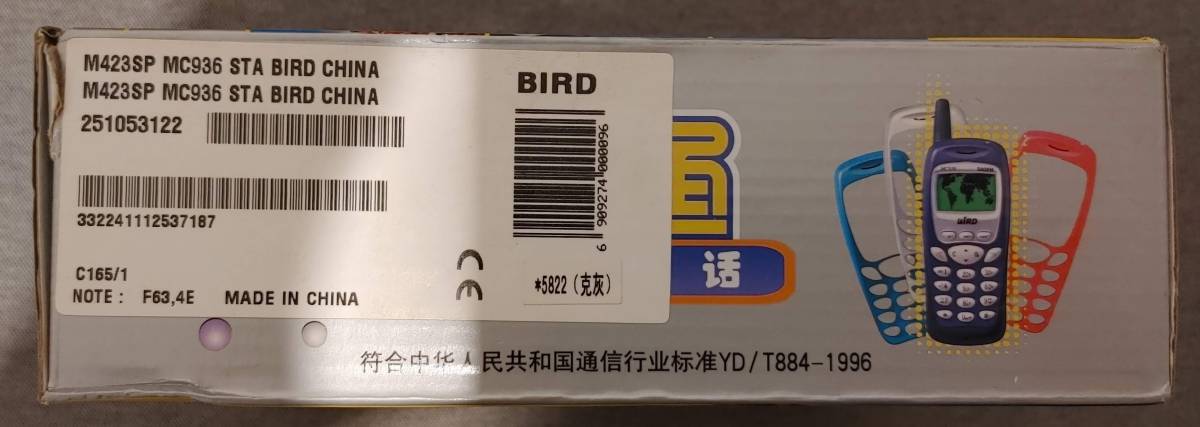 M423SP MC936 STA BIRD CHINA
M423SP MC936 STA BIRD CHINA
251053122
332241112537187
C165/1
NOTE : F63,4E MADE IN CHINA
BIRD
6 909274 000096
*5822 (克灰)
话
BIRD
符合中华人民共和国通信行业标准YD/T884-1996